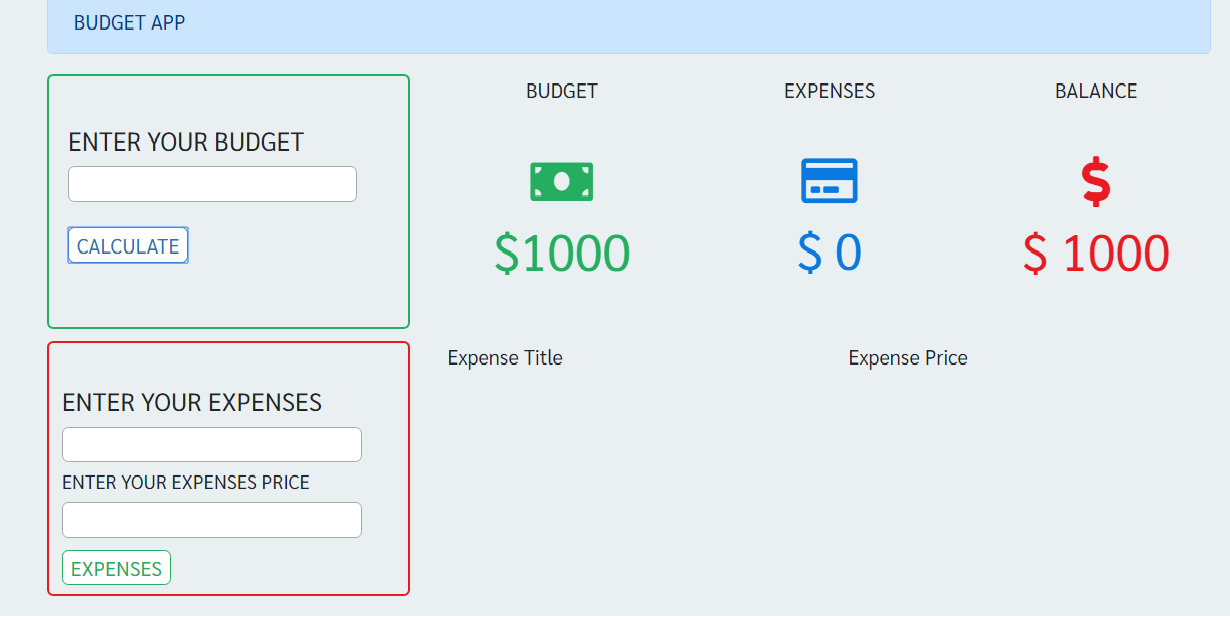 BUDGET APP
ENTER YOUR BUDGET
CALCULATE
BUDGET
EXPENSES
BALANCE
$1000
$ 0
$ 1000
ENTER YOUR EXPENSES
ENTER YOUR EXPENSES PRICE
EXPENSES
Expense Title
Expense Price